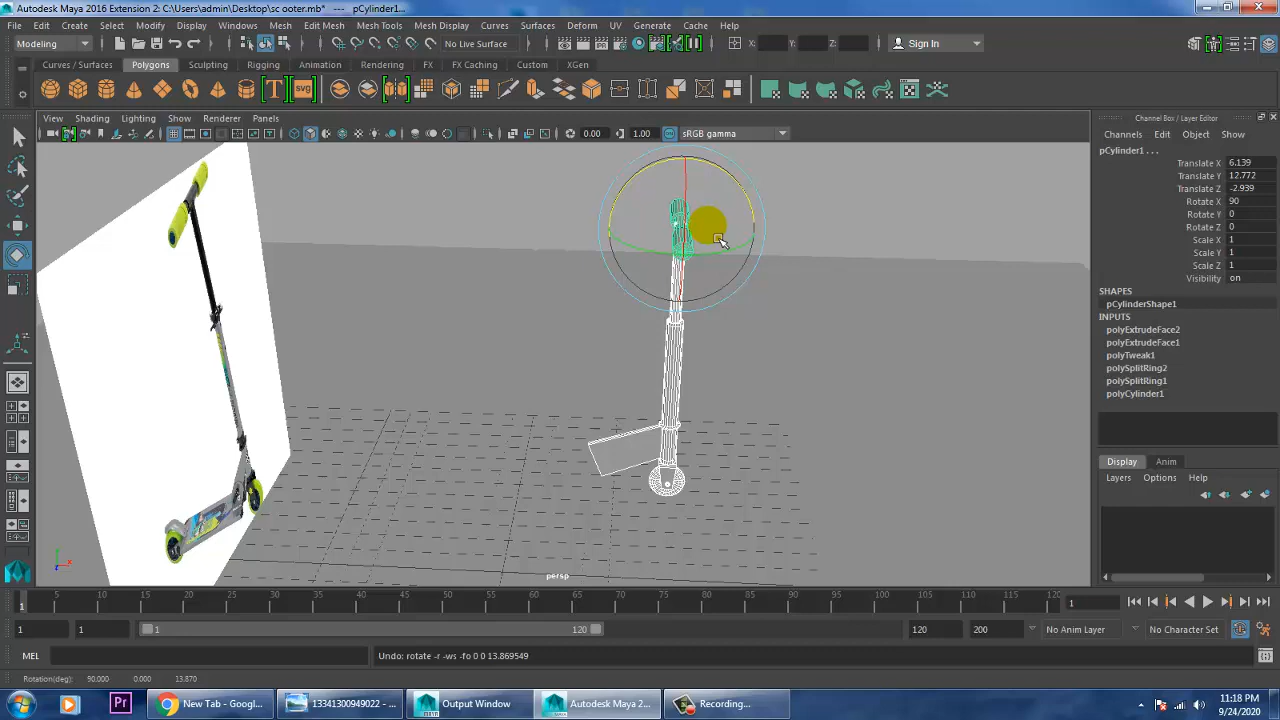 Autodesk Maya 2016 Extension 2: C:\Users\admin\Desktop\sc ooter.mb* --- pCylinder1...
File Edit Create Select Modify Display Windows Mesh Edit Mesh Mesh Tools Mesh Display Curves Surfaces Deform UV Generate Cache Help
Modeling No Live Surface X: Y: Z: Sign In
Curves / Surfaces Polygons Sculpting Rigging Animation Rendering FX FX Caching Custom XGen
T svg
Channel Box / Layer Editor
View Shading Lighting Show Renderer Panels
Channels Edit Object Show
0.00 1.00 sRGB gamma
pCylinder1 . . .
Translate X 6.139
Translate Y 12.772
Translate Z -2.939
Rotate X 90
Rotate Y 0
Rotate Z 0
Scale X 1
Scale Y 1
Scale Z 1
Visibility on
SHAPES
pCylinderShape1
INPUTS
polyExtrudeFace2
polyExtrudeFace1
polyTweak1
polySplitRing2
polySplitRing1
polyCylinder1
Display Anim
Layers Options Help
persp
1 5 10 15 20 25 30 35 40 45 50 55 60 65 70 75 80 85 90 95 100 105 110 115 120 1
1 1 1 120 120 200 No Anim Layer No Character Set
MEL Undo: rotate -r -ws -fo 0 0 13.869549
Rotation(deg): 90.000 0.000 13.870
Pr New Tab - Googl... 13341300949022 - ... Output Window Autodesk Maya 2... Recording...
11:18 PM
9/24/2020